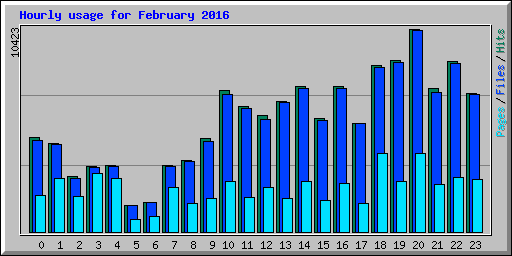 Hourly usage for February 2016
10423
Pages / Files / Hits
0 1 2 3 4 5 6 7 8 9 10 11 12 13 14 15 16 17 18 19 20 21 22 23